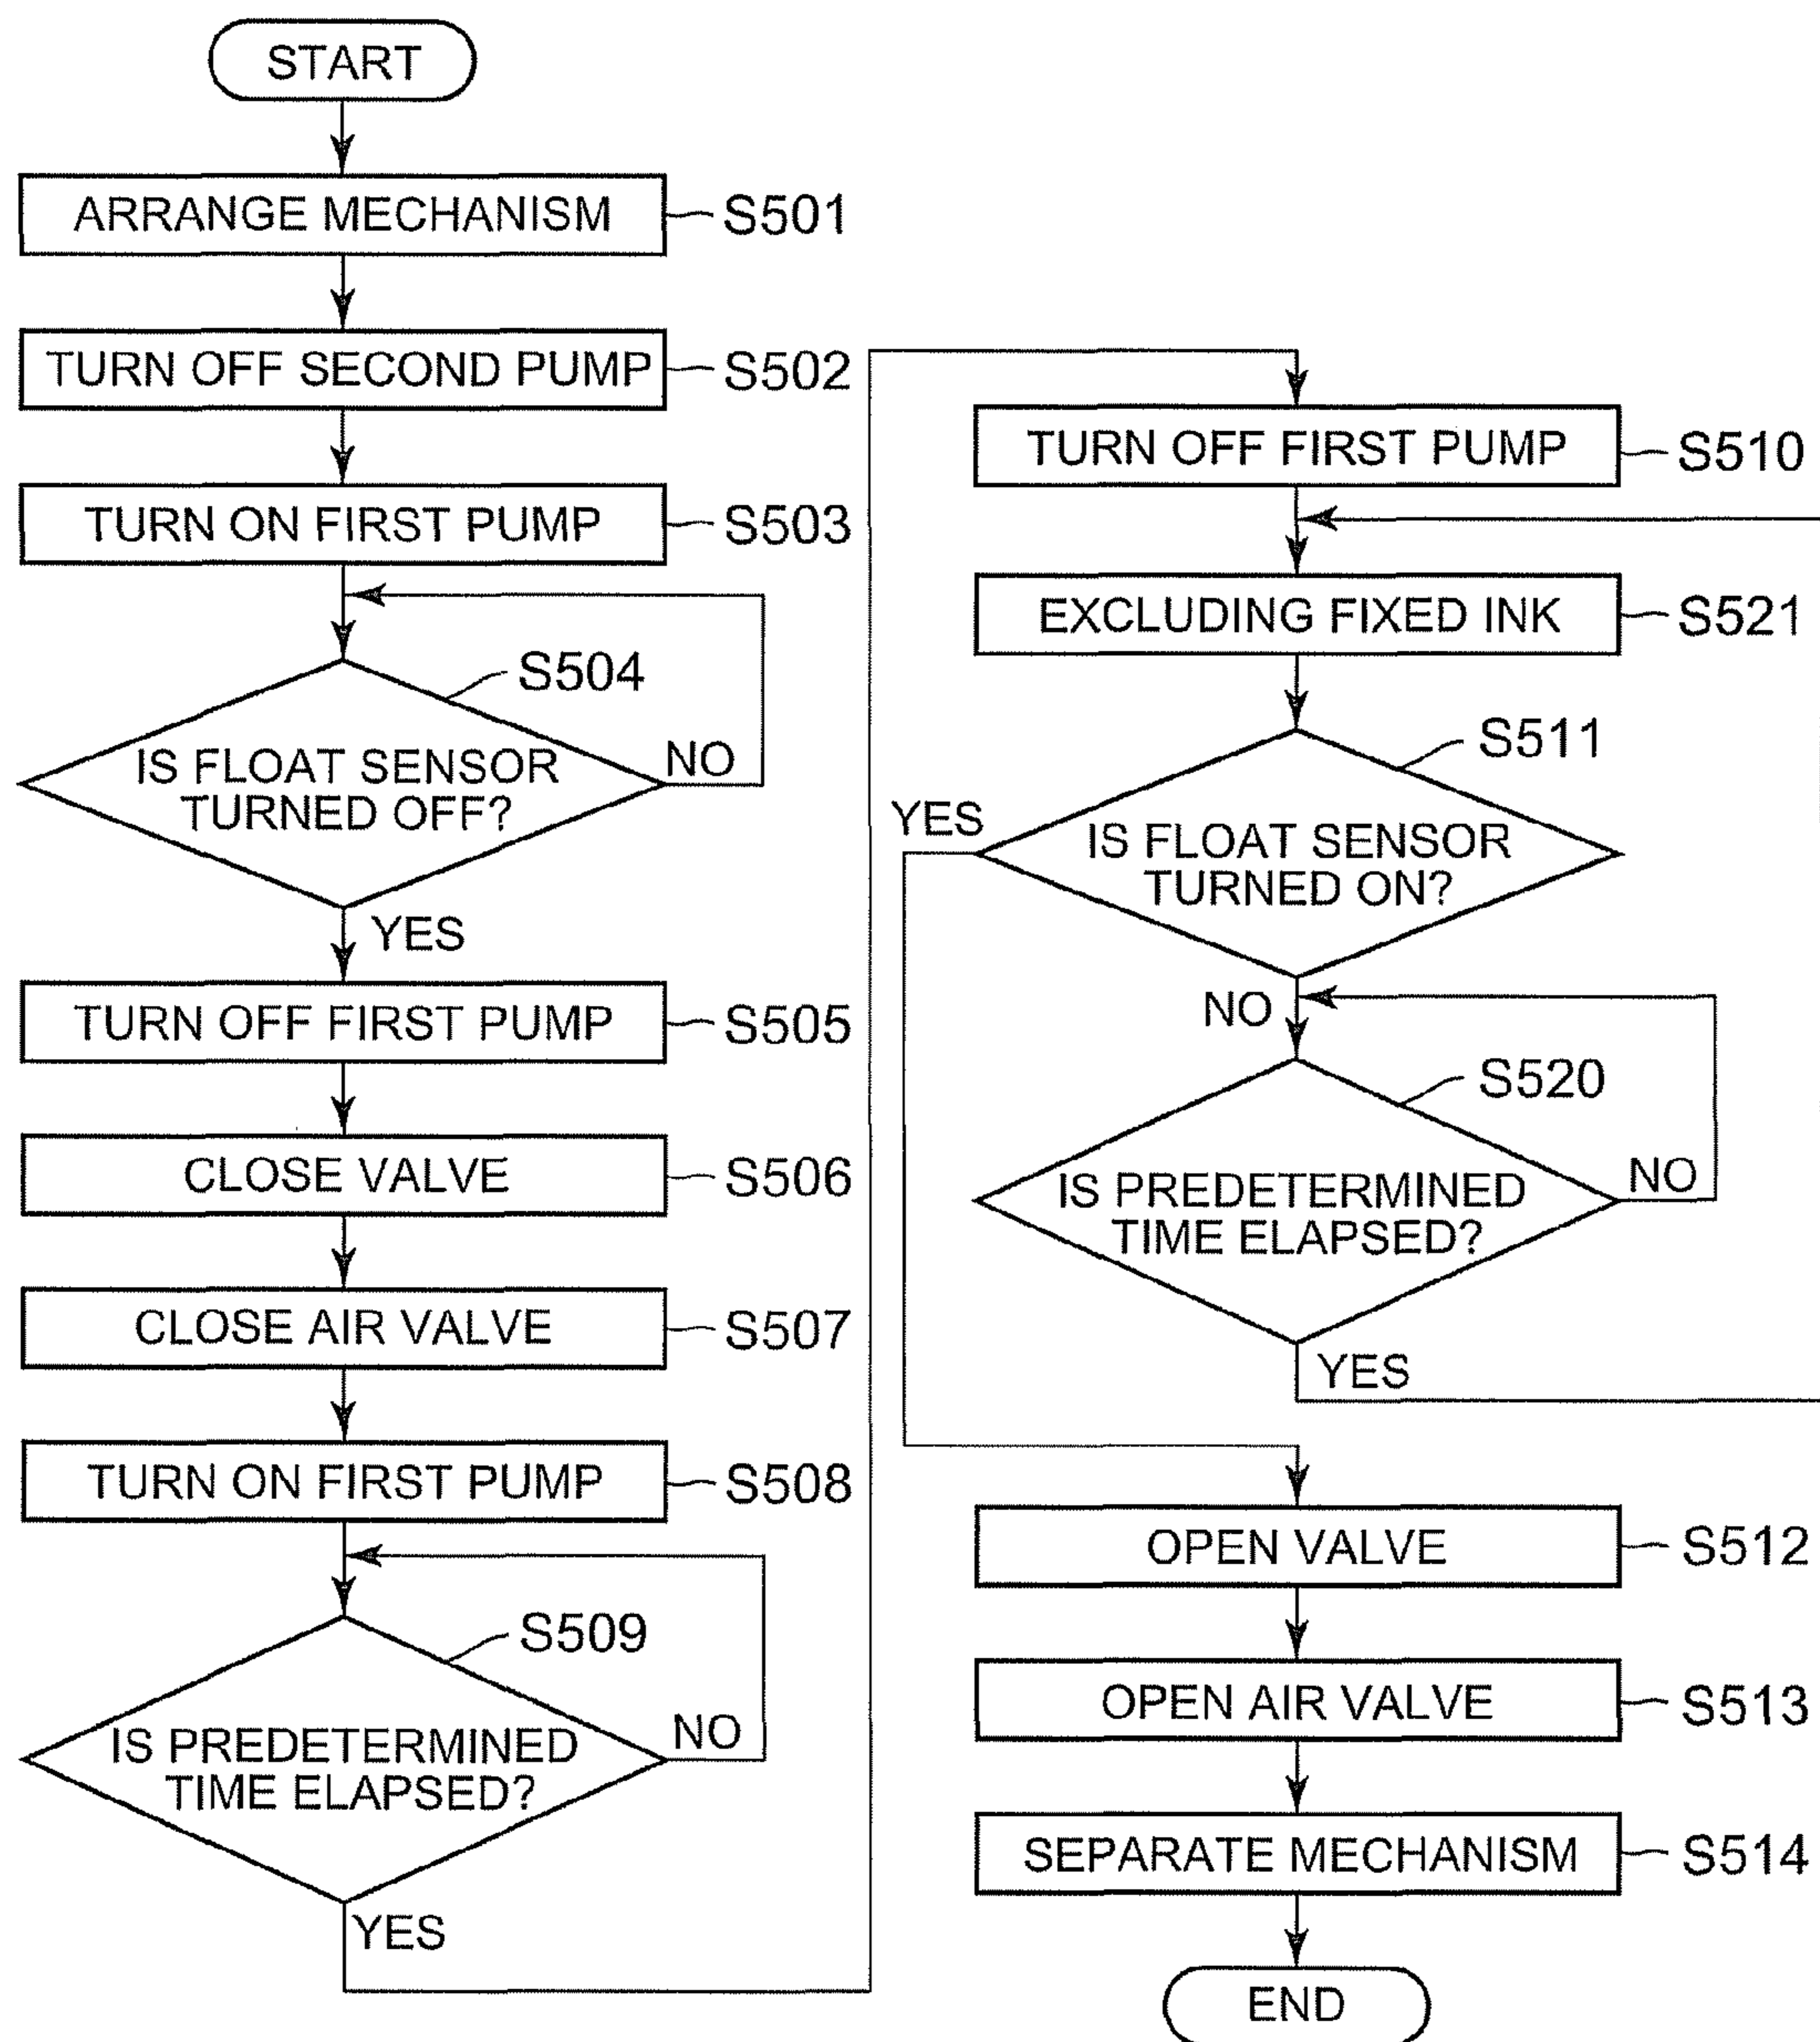 START
ARRANGE MECHANISM
S501
TURN OFF SECOND PUMP
S502
TURN ON FIRST PUMP
S503
S504
IS FLOAT SENSOR
TURNED OFF?
NO
YES
TURN OFF FIRST PUMP
S505
CLOSE VALVE
S506
CLOSE AIR VALVE
S507
TURN ON FIRST PUMP
S508
S509
IS PREDETERMINED
TIME ELAPSED?
NO
YES
TURN OFF FIRST PUMP
S510
EXCLUDING FIXED INK
S521
S511
YES
IS FLOAT SENSOR
TURNED ON?
NO
S520
IS PREDETERMINED
TIME ELAPSED?
NO
YES
OPEN VALVE
S512
OPEN AIR VALVE
S513
SEPARATE MECHANISM
S514
END